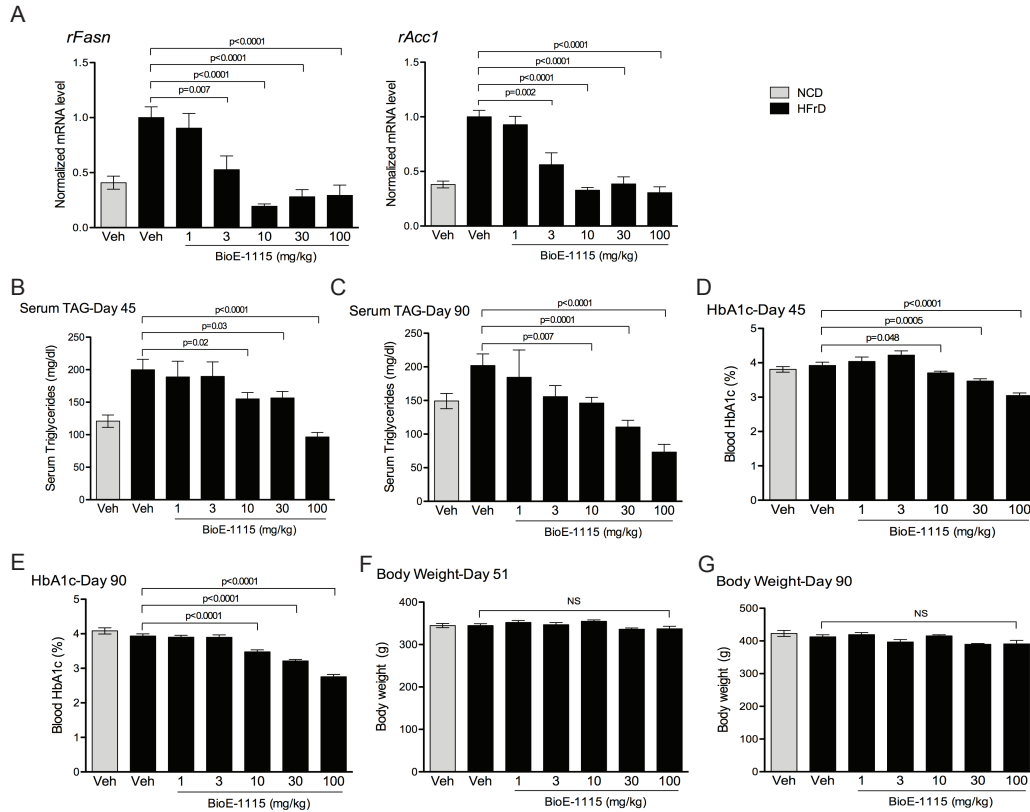 A
rFasn
p<0.0001
p<0.0001
p<0.0001
p=0.007
Normalized mRNA level
1.5
1.0
0.5
0.0
Veh Veh 1 3 10 30 100
BioE-1115 (mg/kg)
rAcc1
p<0.0001
p<0.0001
p<0.0001
p=0.002
Normalized mRNA level
1.5
1.0
0.5
0.0
Veh Veh 1 3 10 30 100
BioE-1115 (mg/kg)
NCD
HFrD
B
Serum TAG-Day 45
p<0.0001
p=0.03
p=0.02
Serum Triglycerides (mg/dl)
250
200
150
100
50
0
Veh Veh 1 3 10 30 100
BioE-1115 (mg/kg)
C
Serum TAG-Day 90
p<0.0001
p=0.0001
p=0.007
Serum Triglycerides (mg/dl)
250
200
150
100
50
0
Veh Veh 1 3 10 30 100
BioE-1115 (mg/kg)
D
HbA1c-Day 45
p<0.0001
p=0.0005
p=0.048
Blood HbA1c (%)
5
4
3
2
1
0
Veh Veh 1 3 10 30 100
BioE-1115 (mg/kg)
E
HbA1c-Day 90
p<0.0001
p<0.0001
p<0.0001
Blood HbA1c (%)
5
4
3
2
1
0
Veh Veh 1 3 10 30 100
BioE-1115 (mg/kg)
F
Body Weight-Day 51
NS
Body weight (g)
400
300
200
100
0
Veh Veh 1 3 10 30 100
BioE-1115 (mg/kg)
G
Body Weight-Day 90
NS
Body weight (g)
500
400
300
200
100
0
Veh Veh 1 3 10 30 100
BioE-1115 (mg/kg)